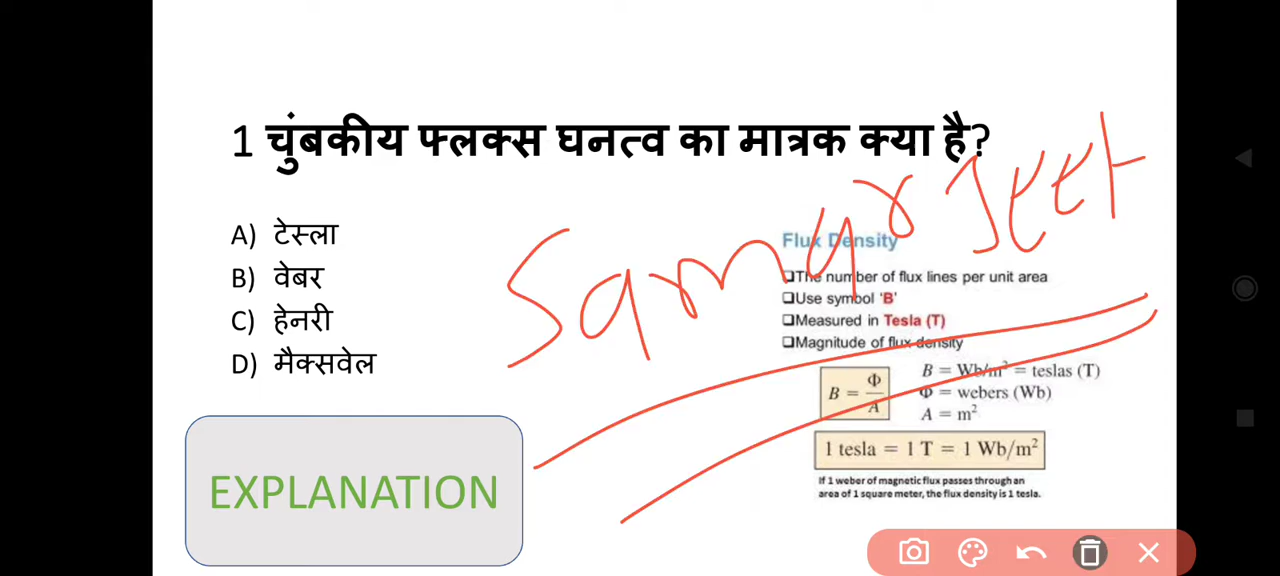 1 चुंबकीय फ्लक्स घनत्व का मात्रक क्या है?
A) टेस्ला
B) वेबर
C) हेनरी
D) मैक्सवेल
EXPLANATION
Samar Jeet
Flux Density
❑The number of flux lines per unit area
❑Use symbol 'B'
❑Measured in Tesla (T)
❑Magnitude of flux density
B = Φ/A
B = Wb/m² = teslas (T)
Φ = webers (Wb)
A = m²
1 tesla = 1 T = 1 Wb/m²
If 1 weber of magnetic flux passes through an
area of 1 square meter, the flux density is 1 tesla.